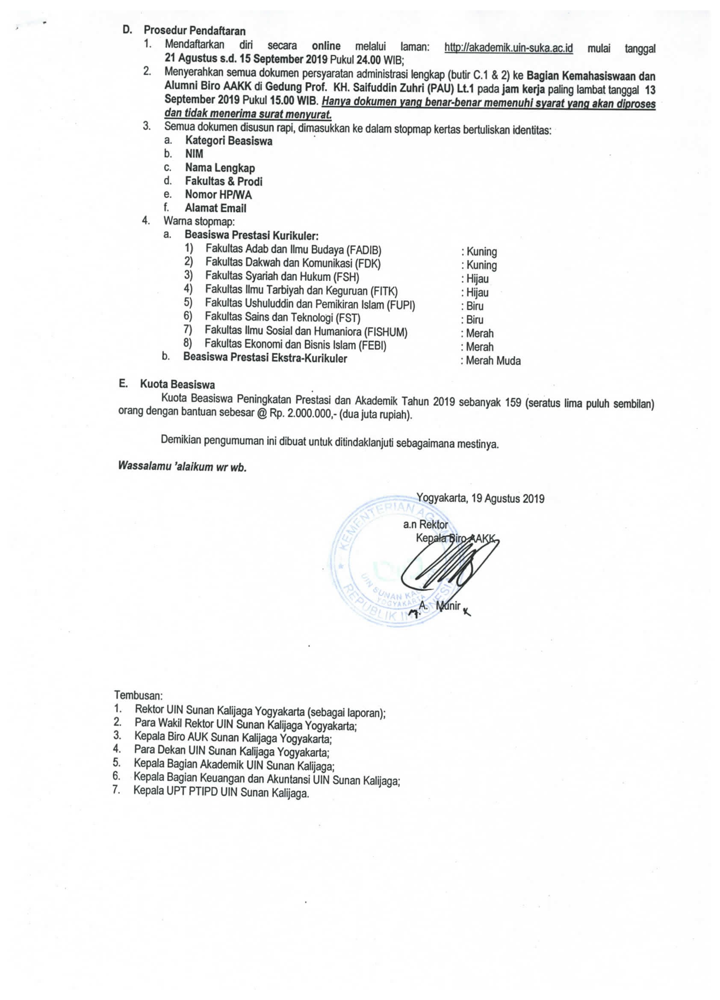 D. Prosedur Pendaftaran
1. Mendaftarkan diri secara online melalui laman: http://akademik.uin-suka.ac.id mulai tanggal
21 Agustus s.d. 15 September 2019 Pukul 24.00 WIB;
2. Menyerahkan semua dokumen persyaratan administrasi lengkap (butir C.1 & 2) ke Bagian Kemahasiswaan dan
Alumni Biro AAKK di Gedung Prof. KH. Saifuddin Zuhri (PAU) Lt.1 pada jam kerja paling lambat tanggal 13
September 2019 Pukul 15.00 WIB. Hanya dokumen yang benar-benar memenuhi syarat yang akan diproses
dan tidak menerima surat menyurat.
3. Semua dokumen disusun rapi, dimasukkan ke dalam stopmap kertas bertuliskan identitas:
a. Kategori Beasiswa
b. NIM
c. Nama Lengkap
d. Fakultas & Prodi
e. Nomor HP/WA
f. Alamat Email
4. Warna stopmap:
a. Beasiswa Prestasi Kurikuler:
1) Fakultas Adab dan Ilmu Budaya (FADIB) : Kuning
2) Fakultas Dakwah dan Komunikasi (FDK) : Kuning
3) Fakultas Syariah dan Hukum (FSH) : Hijau
4) Fakultas Ilmu Tarbiyah dan Keguruan (FITK) : Hijau
5) Fakultas Ushuluddin dan Pemikiran Islam (FUPI) : Biru
6) Fakultas Sains dan Teknologi (FST) : Biru
7) Fakultas Ilmu Sosial dan Humaniora (FISHUM) : Merah
8) Fakultas Ekonomi dan Bisnis Islam (FEBI) : Merah
b. Beasiswa Prestasi Ekstra-Kurikuler : Merah Muda
E. Kuota Beasiswa
Kuota Beasiswa Peningkatan Prestasi dan Akademik Tahun 2019 sebanyak 159 (seratus lima puluh sembilan)
orang dengan bantuan sebesar @ Rp. 2.000.000,- (dua juta rupiah).
Demikian pengumuman ini dibuat untuk ditindaklanjuti sebagaimana mestinya.
Wassalamu 'alaikum wr wb.
Yogyakarta, 19 Agustus 2019
a.n Rektor
Kepala Biro AAKK
KEMENTERIAN AGAMA
UIN SUNAN KALIJAGA
YOGYAKARTA
REPUBLIK INDONESIA
A. Munir
Tembusan:
1. Rektor UIN Sunan Kalijaga Yogyakarta (sebagai laporan);
2. Para Wakil Rektor UIN Sunan Kalijaga Yogyakarta;
3. Kepala Biro AUK Sunan Kalijaga Yogyakarta;
4. Para Dekan UIN Sunan Kalijaga Yogyakarta;
5. Kepala Bagian Akademik UIN Sunan Kalijaga;
6. Kepala Bagian Keuangan dan Akuntansi UIN Sunan Kalijaga;
7. Kepala UPT PTIPD UIN Sunan Kalijaga.